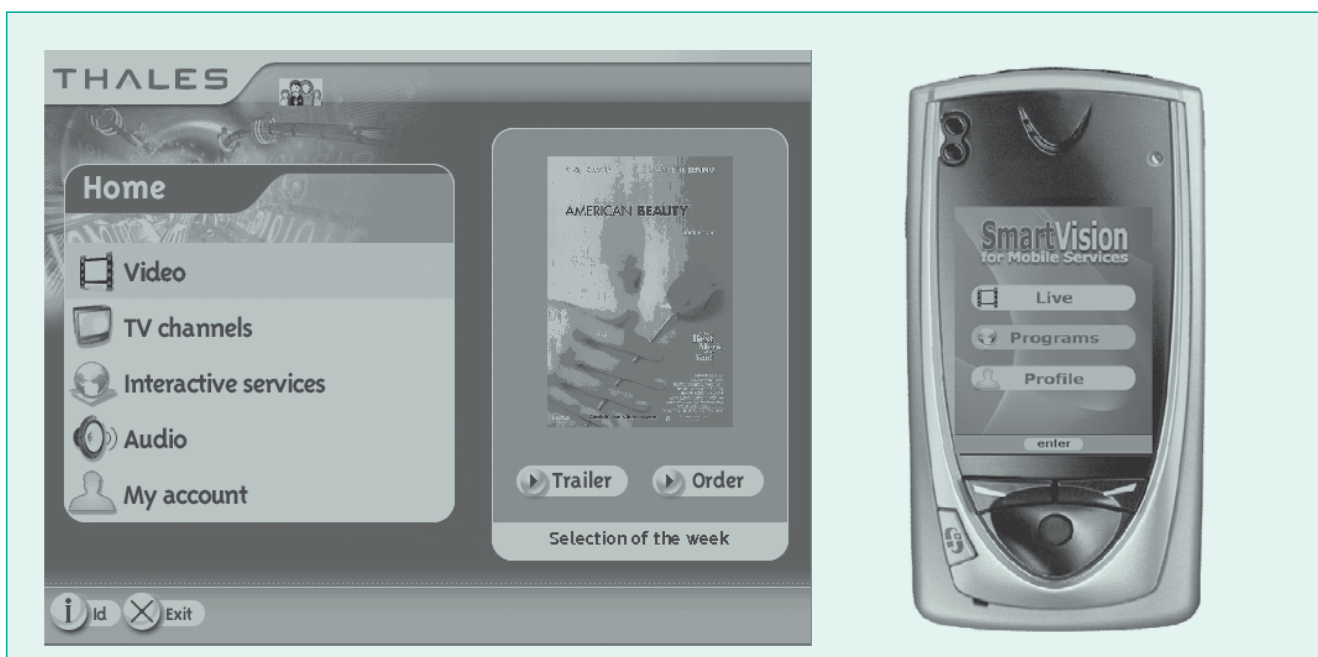 THALES
Home
Video
TV channels
Interactive services
Audio
My account
AMERICAN BEAUTY
Trailer
Order
Selection of the week
i Id
Exit
SmartVision
for Mobile Services
Live
Programs
Profile
enter